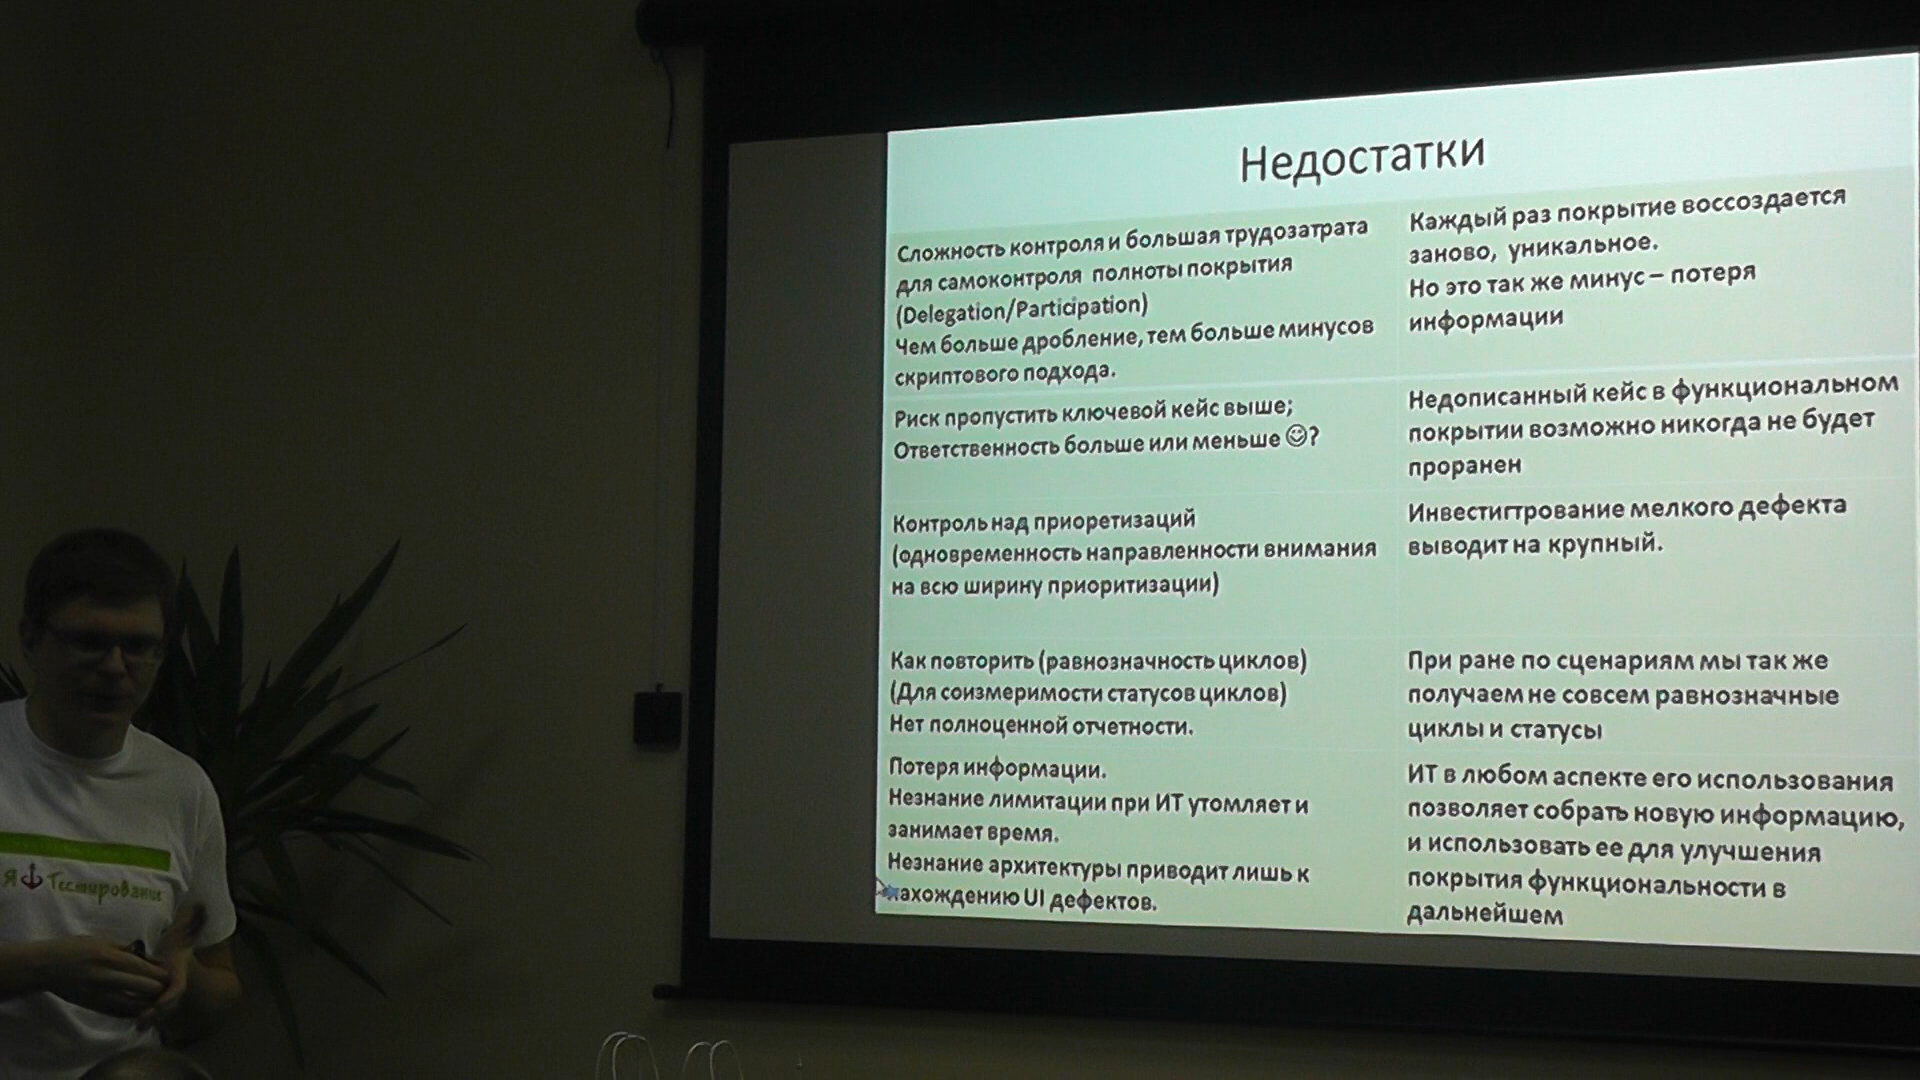 Недостатки
Сложность контроля и большая трудозатрата
для самоконтроля полноты покрытия
(Delegation/Participation)
Чем больше дробление, тем больше минусов
скриптового подхода.
Каждый раз покрытие воссоздается
заново, уникальное.
Но это так же минус – потеря
информации
Риск пропустить ключевой кейс выше;
Ответственность больше или меньше ☺?
Недописанный кейс в функциональном
покрытии возможно никогда не будет
проранен
Контроль над приоретизаций
(одновременность направленности внимания
на всю ширину приоритизации)
Инвестигтрование мелкого дефекта
выводит на крупный.
Как повторить (равнозначность циклов)
(Для соизмеримости статусов циклов)
Нет полноценной отчетности.
При ране по сценариям мы так же
получаем не совсем равнозначные
циклы и статусы
Потеря информации.
Незнание лимитации при ИТ утомляет и
занимает время.
Незнание архитектуры приводит лишь к
нахождению UI дефектов.
ИТ в любом аспекте его использования
позволяет собрать новую информацию,
и использовать ее для улучшения
покрытия функциональности в
дальнейшем
Я Тестирование